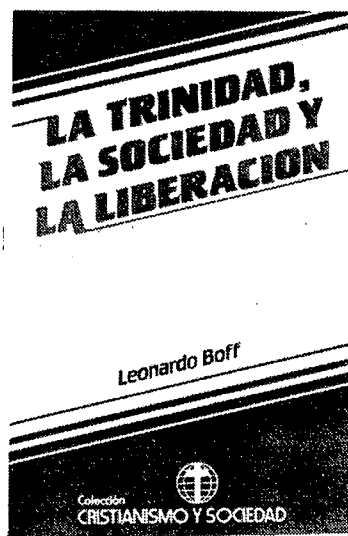 LA TRINIDAD,
LA SOCIEDAD Y
LA LIBERACION
Leonardo Boff
Colección
CRISTIANISMO Y SOCIEDAD